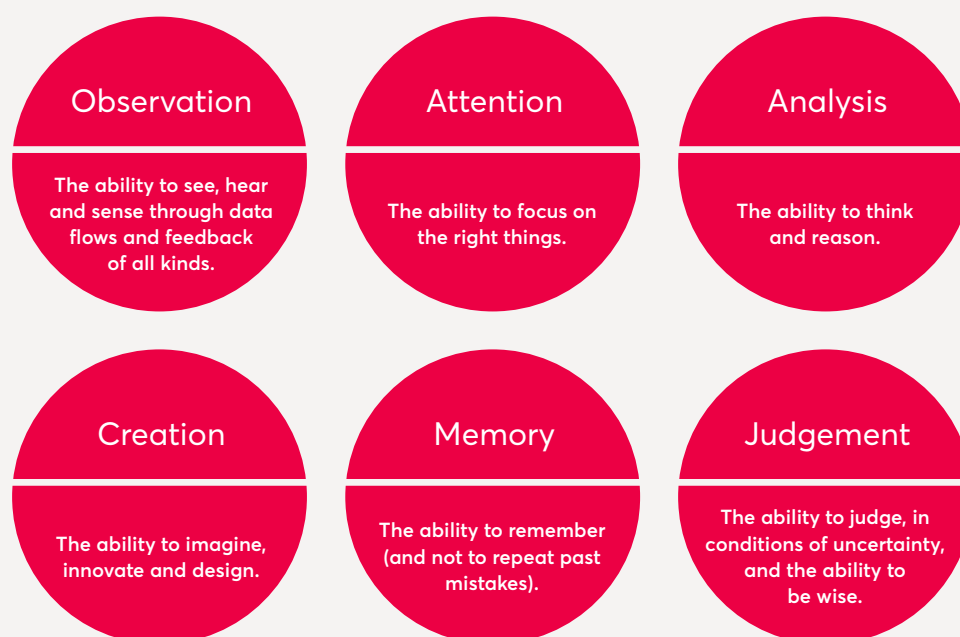 Observation
The ability to see, hear
and sense through data
flows and feedback
of all kinds.
Attention
The ability to focus on
the right things.
Analysis
The ability to think
and reason.
Creation
The ability to imagine,
innovate and design.
Memory
The ability to remember
(and not to repeat past
mistakes).
Judgement
The ability to judge, in
conditions of uncertainty,
and the ability to
be wise.